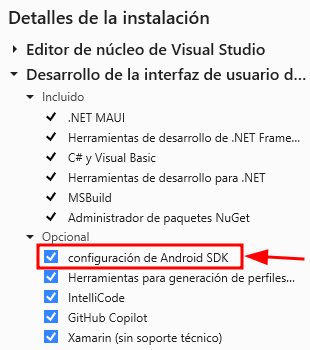 Detalles de la instalación
Editor de núcleo de Visual Studio
Desarrollo de la interfaz de usuario d...
Incluido
.NET MAUI
Herramientas de desarrollo de .NET Frame...
C# y Visual Basic
Herramientas de desarrollo para .NET
MSBuild
Administrador de paquetes NuGet
Opcional
configuración de Android SDK
Herramientas para generación de perfiles...
IntelliCode
GitHub Copilot
Xamarin (sin soporte técnico)